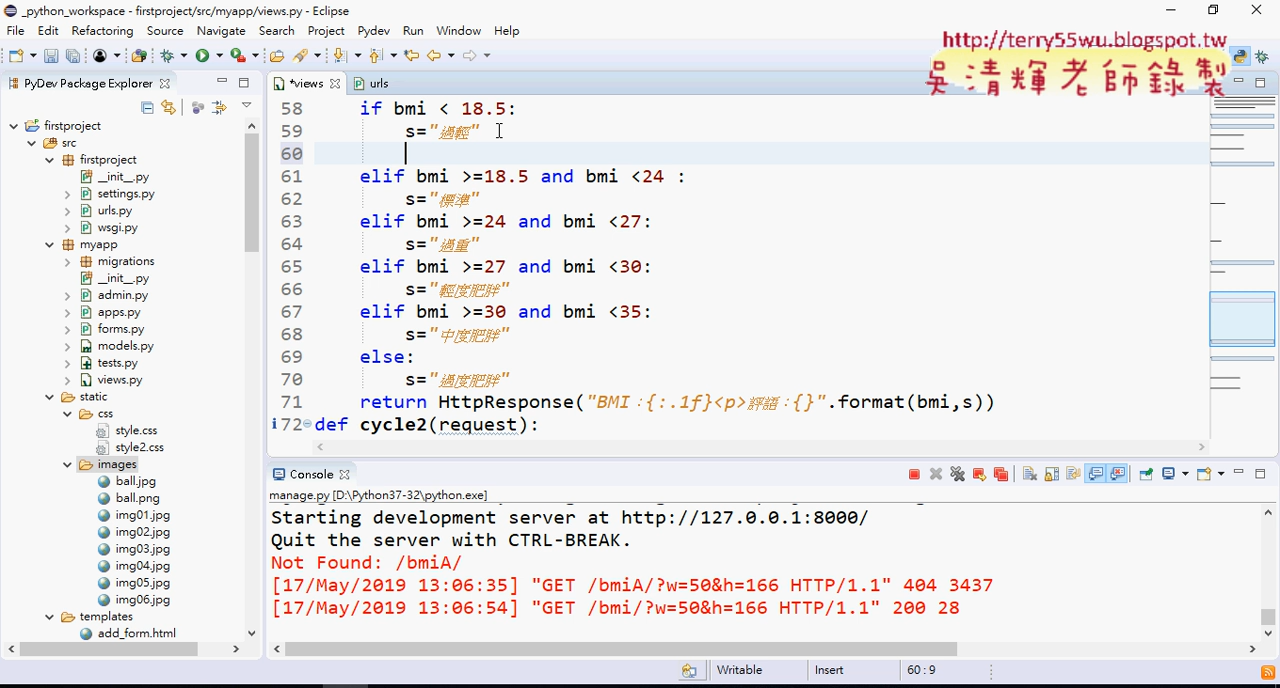 _python_workspace - firstproject/src/myapp/views.py - Eclipse
File Edit Refactoring Source Navigate Search Project Pydev Run Window Help
http://terry55wu.blogspot.tw
吳清輝老師錄製
PyDev Package Explorer
*views
urls
firstproject
src
firstproject
__init__.py
settings.py
urls.py
wsgi.py
myapp
migrations
__init__.py
admin.py
apps.py
forms.py
models.py
tests.py
views.py
static
css
style.css
style2.css
images
ball.jpg
ball.png
img01.jpg
img02.jpg
img03.jpg
img04.jpg
img05.jpg
img06.jpg
templates
add_form.html
58 if bmi < 18.5:
59 s="過輕"
60
61 elif bmi >=18.5 and bmi <24 :
62 s="標準"
63 elif bmi >=24 and bmi <27:
64 s="過重"
65 elif bmi >=27 and bmi <30:
66 s="輕度肥胖"
67 elif bmi >=30 and bmi <35:
68 s="中度肥胖"
69 else:
70 s="過度肥胖"
71 return HttpResponse("BMI:{:.1f}<p>評語:{}".format(bmi,s))
72 def cycle2(request):
Console
manage.py [D:\Python37-32\python.exe]
Starting development server at http://127.0.0.1:8000/
Quit the server with CTRL-BREAK.
Not Found: /bmiA/
[17/May/2019 13:06:35] "GET /bmiA/?w=50&h=166 HTTP/1.1" 404 3437
[17/May/2019 13:06:54] "GET /bmi/?w=50&h=166 HTTP/1.1" 200 28
Writable
Insert
60 : 9